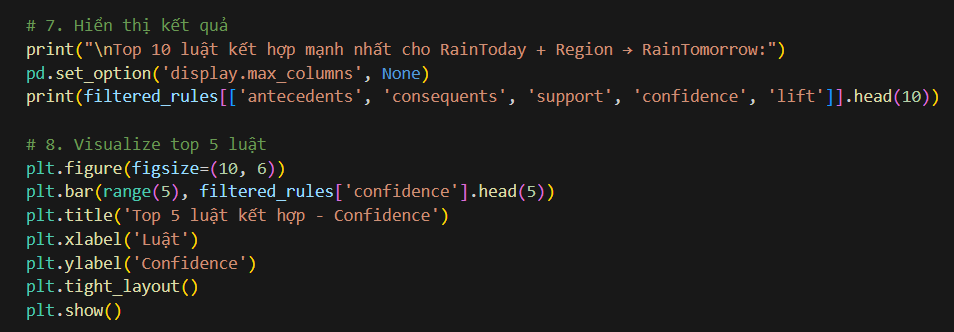 # 7. Hiển thị kết quả
print("\nTop 10 luật kết hợp mạnh nhất cho RainToday + Region → RainTomorrow:")
pd.set_option('display.max_columns', None)
print(filtered_rules[['antecedents', 'consequents', 'support', 'confidence', 'lift']].head(10))
# 8. Visualize top 5 luật
plt.figure(figsize=(10, 6))
plt.bar(range(5), filtered_rules['confidence'].head(5))
plt.title('Top 5 luật kết hợp - Confidence')
plt.xlabel('Luật')
plt.ylabel('Confidence')
plt.tight_layout()
plt.show()